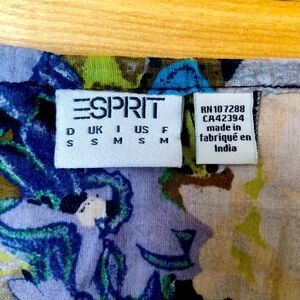 ESPRIT
D UK I US F
S S M S M
RN107288
CA42394
made in
fabriqué en
India